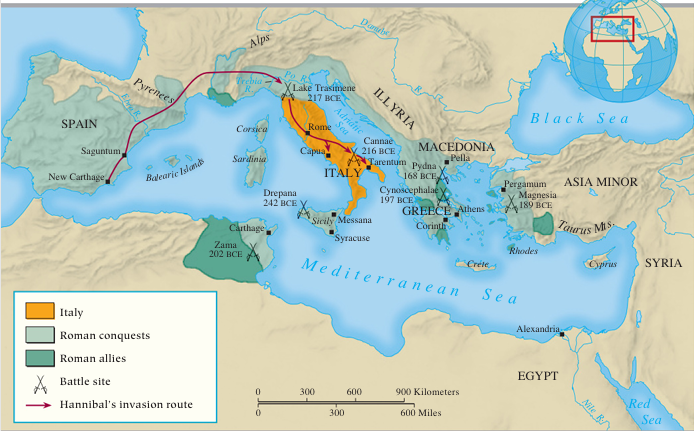 Alps
Danube
Po R.
Trebia
R.
Lake Trasimene
217 BCE
Pyrenees
Ebro R.
Adriatic
Sea
ILLYRIA
Black Sea
SPAIN
Corsica
Rome
Cannae
216 BCE
Saguntum
Capua
Tarentum
MACEDONIA
Pella
Sardinia
ITALY
Pydna
168 BCE
New Carthage
Balearic Islands
ASIA MINOR
Pergamum
Magnesia
189 BCE
Cynoscephalae
197 BCE
Drepana
242 BCE
GREECE
Athens
Sicily
Messana
Corinth
Taurus Mts.
Carthage
Syracuse
Zama
202 BCE
Rhodes
Crete
Cyprus
SYRIA
Mediterranean Sea
Italy
Roman conquests
Roman allies
Battle site
Hannibal's invasion route
Alexandria
EGYPT
Nile R.
Red
Sea
0 300 600 900 Kilometers
0 300 600 Miles